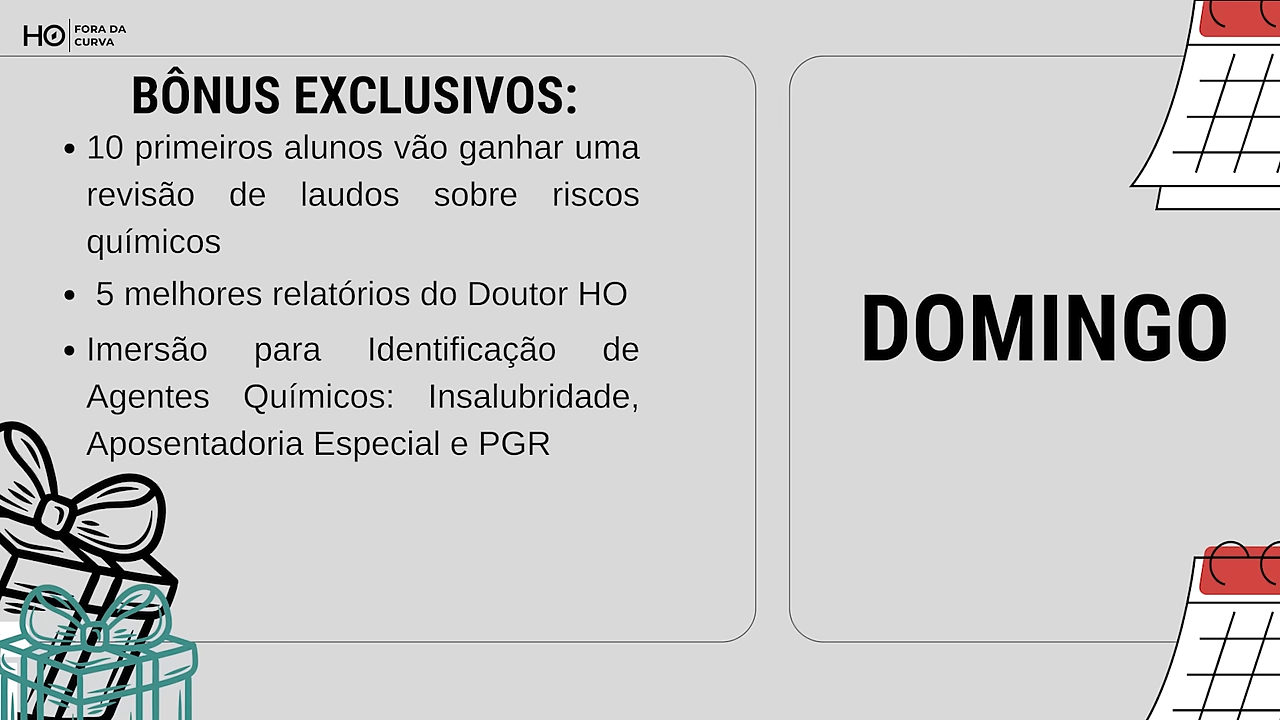 HO FORA DA
CURVA
BÔNUS EXCLUSIVOS:
• 10 primeiros alunos vão ganhar uma
revisão de laudos sobre riscos
químicos
• 5 melhores relatórios do Doutor HO
• Imersão para Identificação de
Agentes Químicos: Insalubridade,
Aposentadoria Especial e PGR
DOMINGO